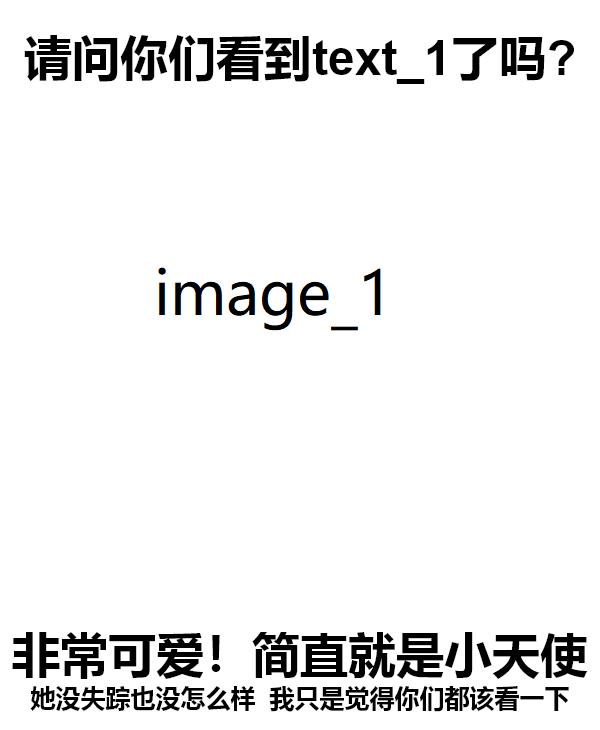 请问你们看到text_1了吗?
image_1
非常可爱！简直就是小天使
她没失踪也没怎么样 我只是觉得你们都该看一下